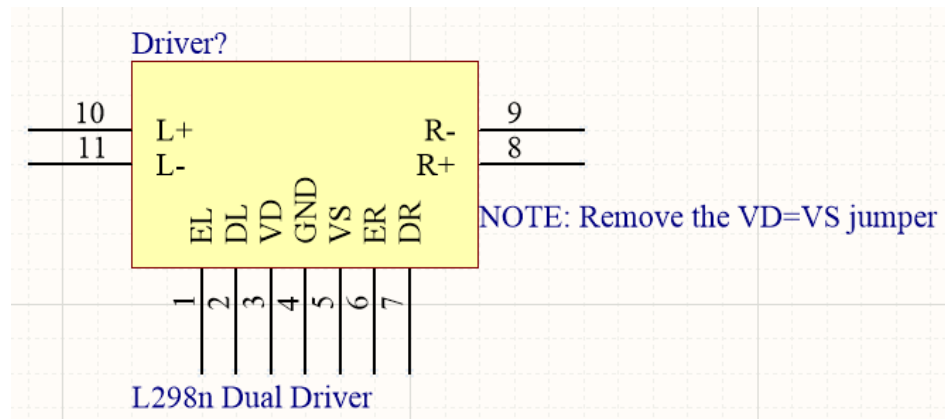 Driver?
10 L+ R- 9
11 L- R+ 8
EL DL VD GND VS ER DR
NOTE: Remove the VD=VS jumper
1 2 3 4 5 6 7
L298n Dual Driver